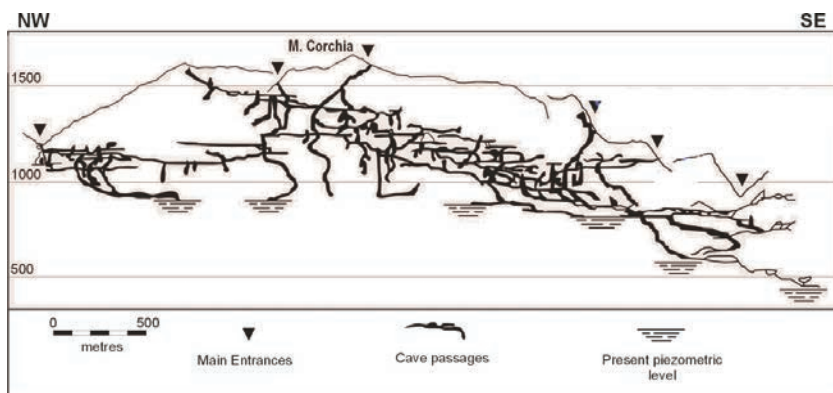 NW SE
M. Corchia
1500
1000
500
0 500
metres
Main Entrances
Cave passages
Present piezometric
level